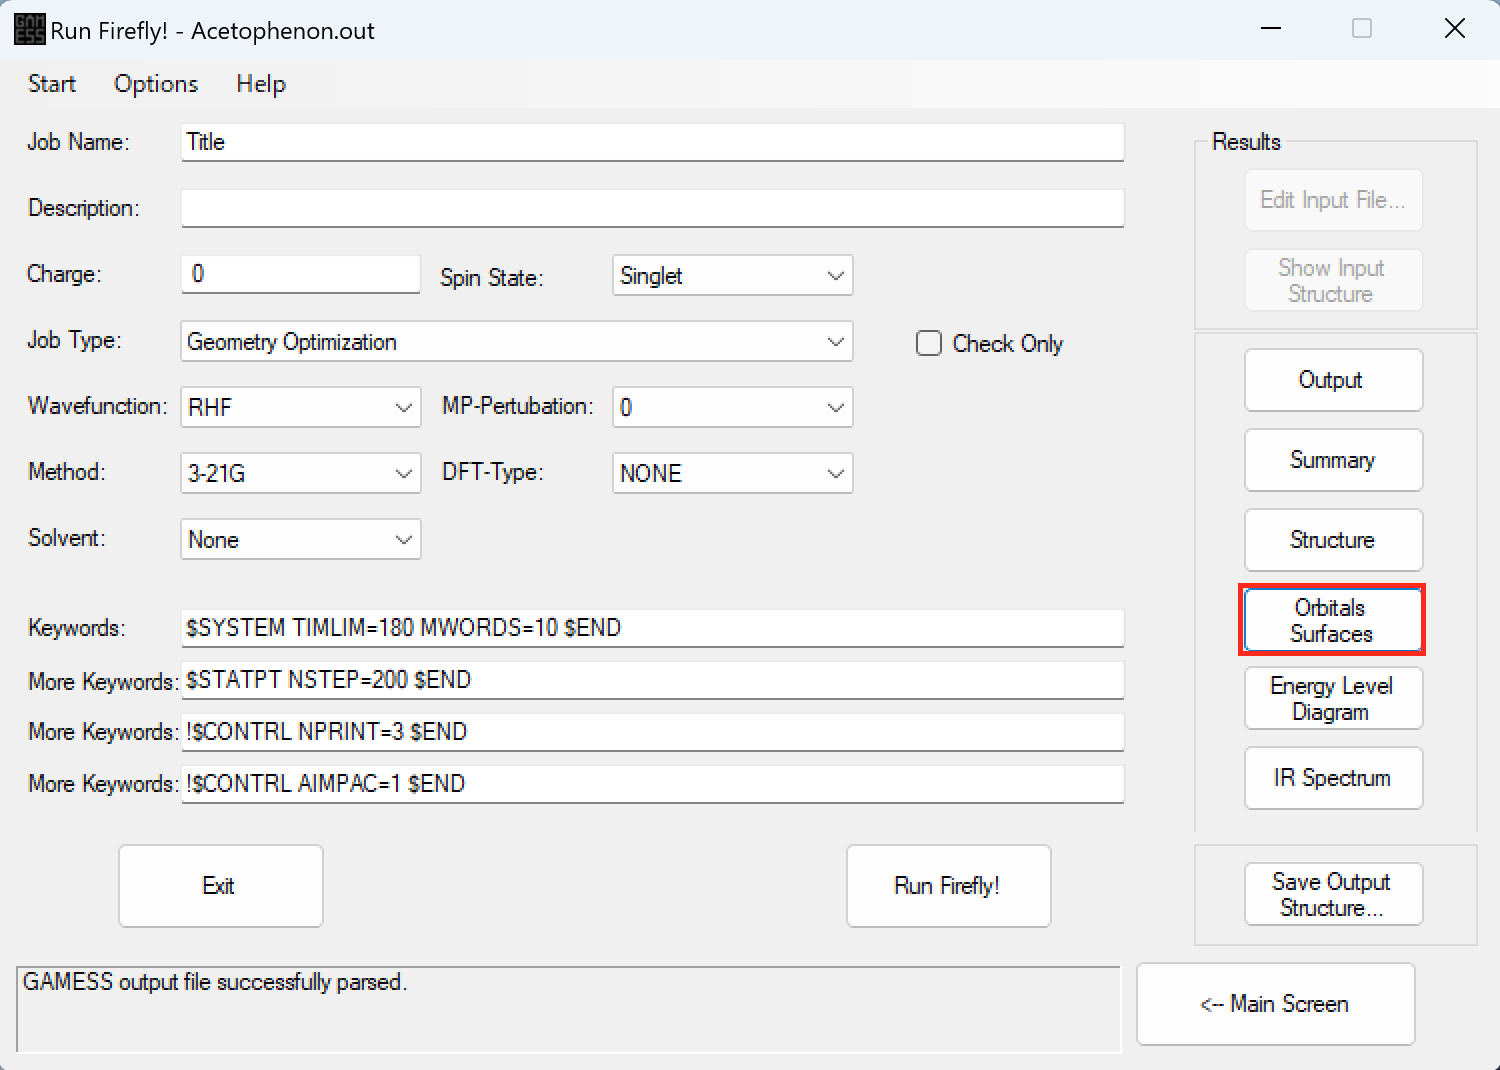 GAMESS
Run Firefly! - Acetophenon.out
Start Options Help
Job Name: Title
Description:
Charge: 0 Spin State: Singlet
Job Type: Geometry Optimization Check Only
Wavefunction: RHF MP-Pertubation: 0
Method: 3-21G DFT-Type: NONE
Solvent: None
Keywords: $SYSTEM TIMLIM=180 MWORDS=10 $END
More Keywords: $STATPT NSTEP=200 $END
More Keywords: !$CONTRL NPRINT=3 $END
More Keywords: !$CONTRL AIMPAC=1 $END
Exit
Run Firefly!
Results
Edit Input File...
Show Input
Structure
Output
Summary
Structure
Orbitals
Surfaces
Energy Level
Diagram
IR Spectrum
Save Output
Structure...
GAMESS output file successfully parsed.
<-- Main Screen